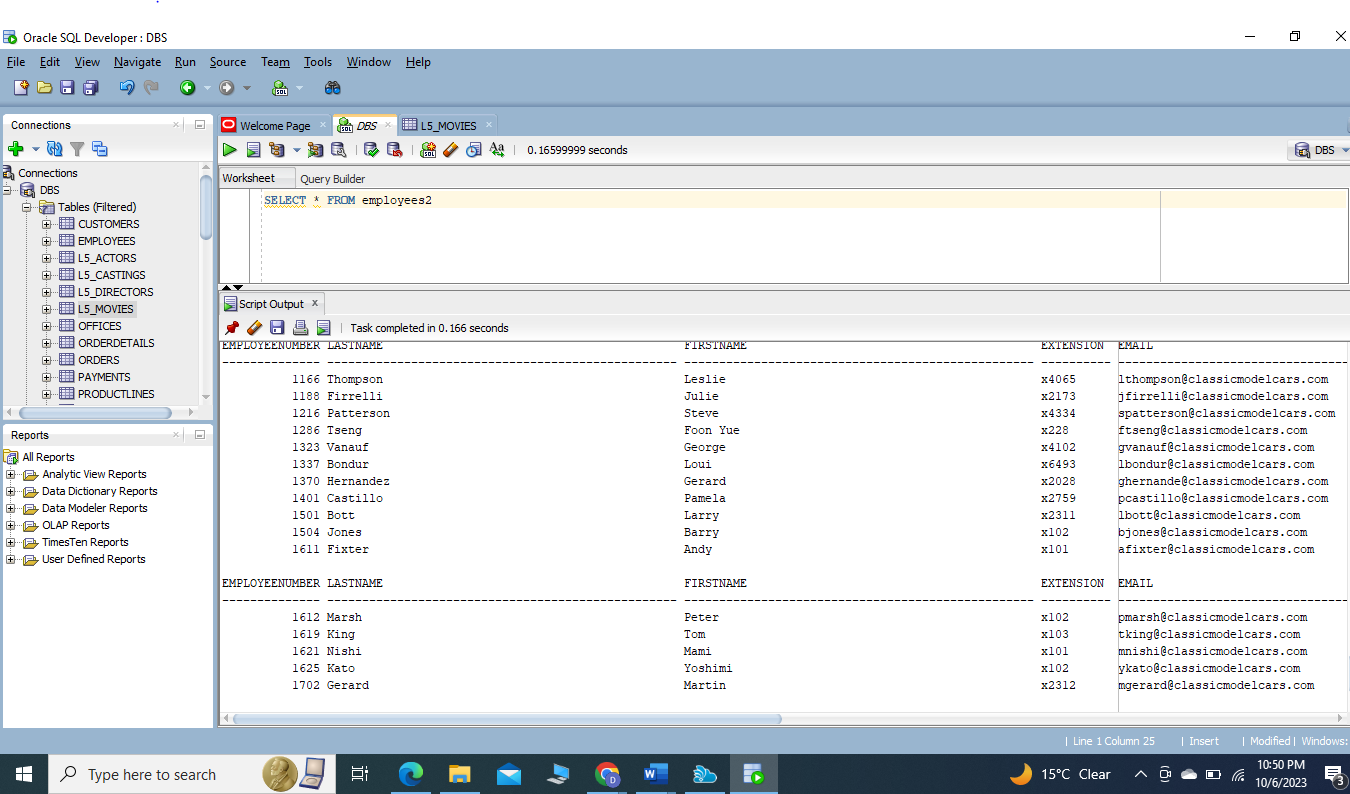 Oracle SQL Developer : DBS
File Edit View Navigate Run Source Team Tools Window Help
Connections
Welcome Page DBS L5_MOVIES
0.16599999 seconds DBS
Connections
DBS
Tables (Filtered)
CUSTOMERS
EMPLOYEES
L5_ACTORS
L5_CASTINGS
L5_DIRECTORS
L5_MOVIES
OFFICES
ORDERDETAILS
ORDERS
PAYMENTS
PRODUCTLINES
Reports
All Reports
Analytic View Reports
Data Dictionary Reports
Data Modeler Reports
OLAP Reports
TimesTen Reports
User Defined Reports
Worksheet Query Builder
SELECT * FROM employees2
Script Output
Task completed in 0.166 seconds
EMPLOYEENUMBER LASTNAME FIRSTNAME EXTENSION EMAIL
1166 Thompson Leslie x4065 lthompson@classicmodelcars.com
1188 Firrelli Julie x2173 jfirrelli@classicmodelcars.com
1216 Patterson Steve x4334 spatterson@classicmodelcars.com
1286 Tseng Foon Yue x228 ftseng@classicmodelcars.com
1323 Vanauf George x4102 gvanauf@classicmodelcars.com
1337 Bondur Loui x6493 lbondur@classicmodelcars.com
1370 Hernandez Gerard x2028 ghernande@classicmodelcars.com
1401 Castillo Pamela x2759 pcastillo@classicmodelcars.com
1501 Bott Larry x2311 lbott@classicmodelcars.com
1504 Jones Barry x102 bjones@classicmodelcars.com
1611 Fixter Andy x101 afixter@classicmodelcars.com
EMPLOYEENUMBER LASTNAME FIRSTNAME EXTENSION EMAIL
1612 Marsh Peter x102 pmarsh@classicmodelcars.com
1619 King Tom x103 tking@classicmodelcars.com
1621 Nishi Mami x101 mnishi@classicmodelcars.com
1625 Kato Yoshimi x102 ykato@classicmodelcars.com
1702 Gerard Martin x2312 mgerard@classicmodelcars.com
| Line 1 Column 25 | Insert | Modified | Windows:
Type here to search
15°C Clear
10:50 PM
10/6/2023
3